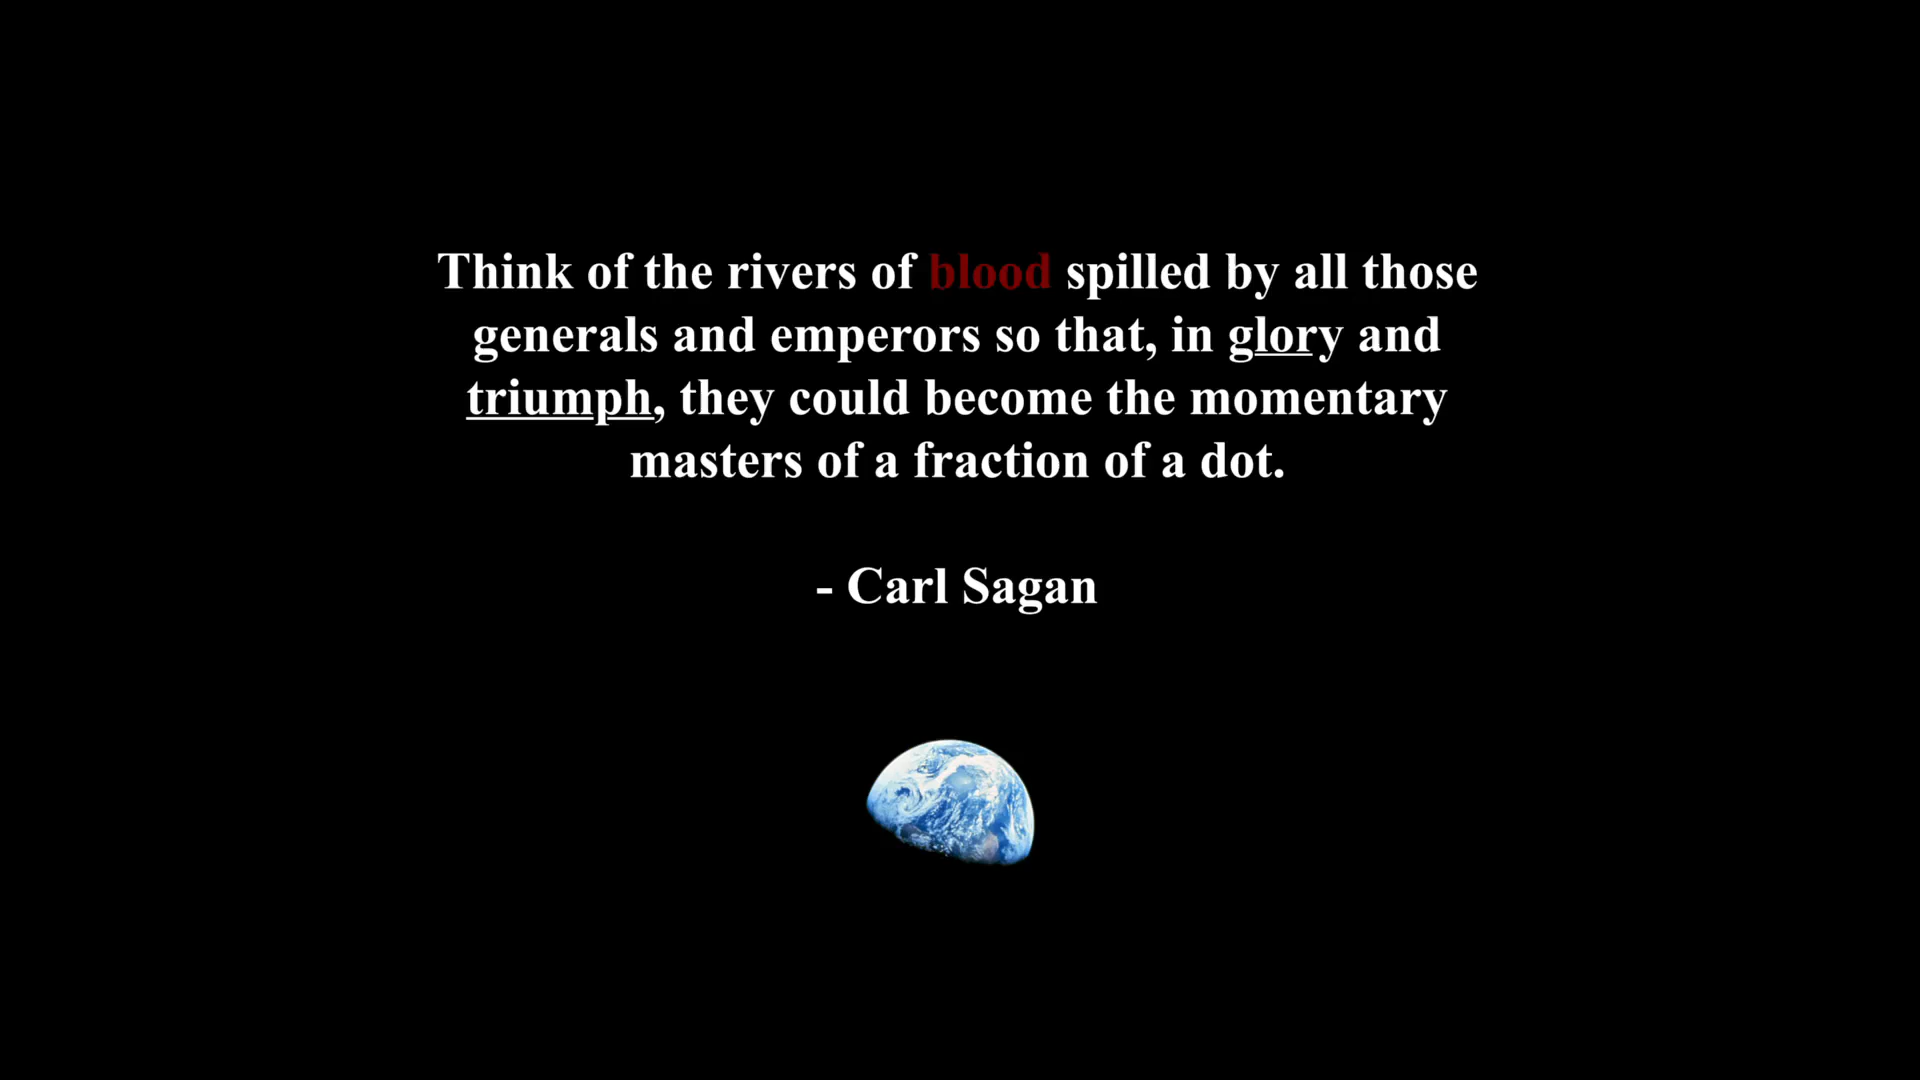 Think of the rivers of blood spilled by all those
generals and emperors so that, in glory and
triumph, they could become the momentary
masters of a fraction of a dot.
- Carl Sagan